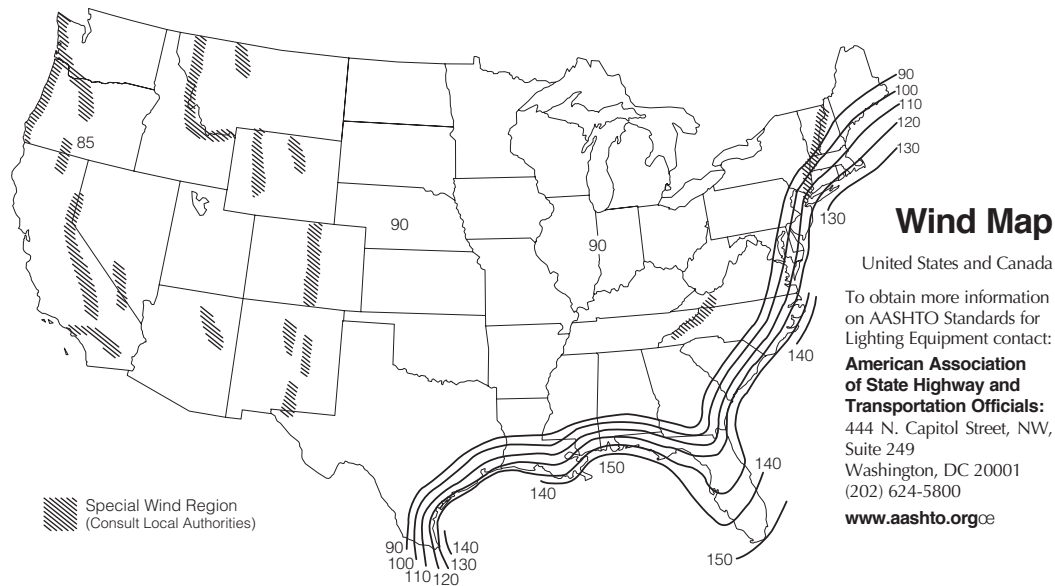 90
100
110
120
130
85
130
90
90
Wind Map
United States and Canada
To obtain more information
on AASHTO Standards for
Lighting Equipment contact:
American Association
of State Highway and
Transportation Officials:
444 N. Capitol Street, NW,
Suite 249
Washington, DC 20001
(202) 624-5800
www.aashto.orgœ
140
150
140
140
Special Wind Region
(Consult Local Authorities)
90
100
110
120
130
140
150